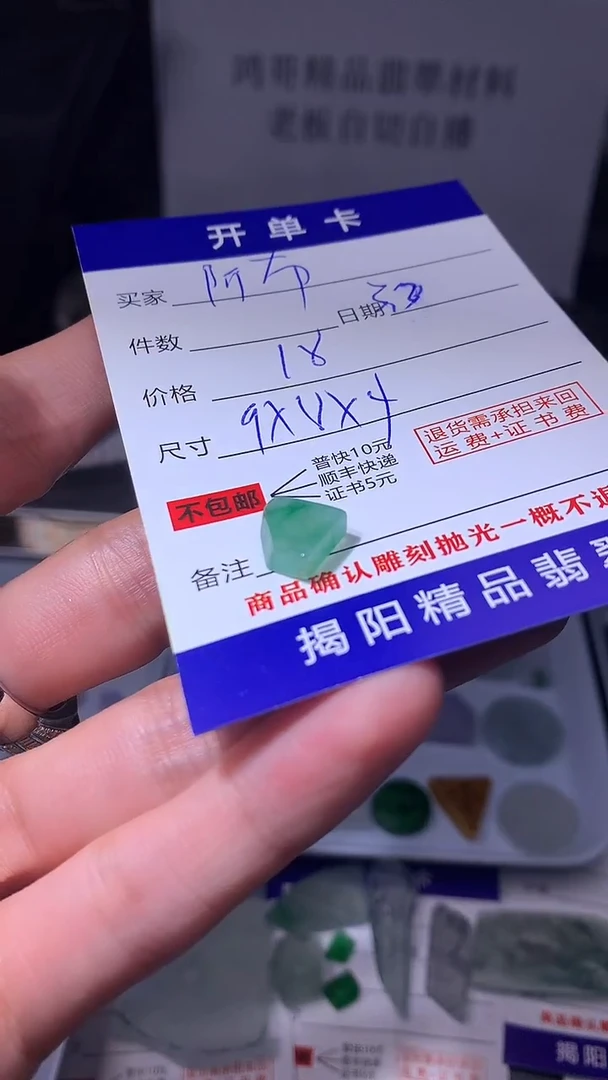 鸿哥精品翡翠材料
老板自切自播
开单卡
买家 阿布
件数 日期
价格 18
尺寸 9X8X4
退货需承担来回
运费+证书费
不包邮
普快10元
顺丰快递
证书5元
备注
商品确认雕刻抛光一概不退
揭阳精品翡翠
揭阳